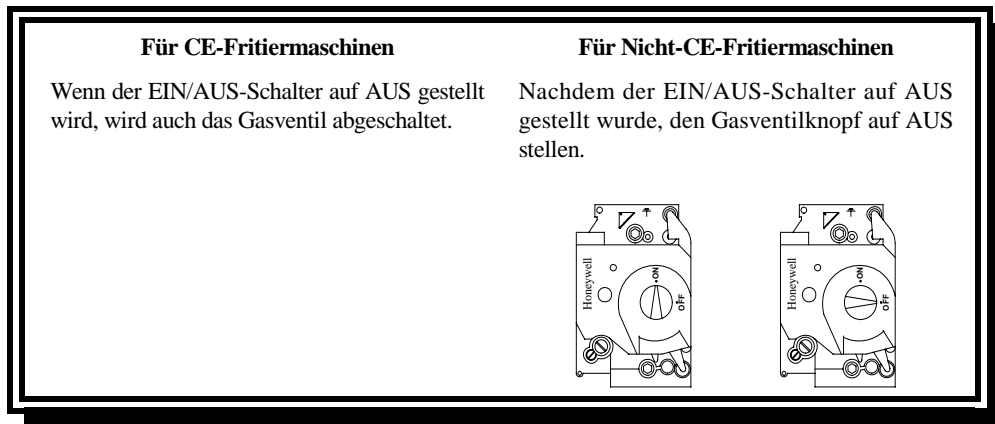 Für CE-Fritiermaschinen
Wenn der EIN/AUS-Schalter auf AUS gestellt
wird, wird auch das Gasventil abgeschaltet.
Für Nicht-CE-Fritiermaschinen
Nachdem der EIN/AUS-Schalter auf AUS
gestellt wurde, den Gasventilknopf auf AUS
stellen.
Honeywell
ON
OFF
Honeywell
ON
OFF